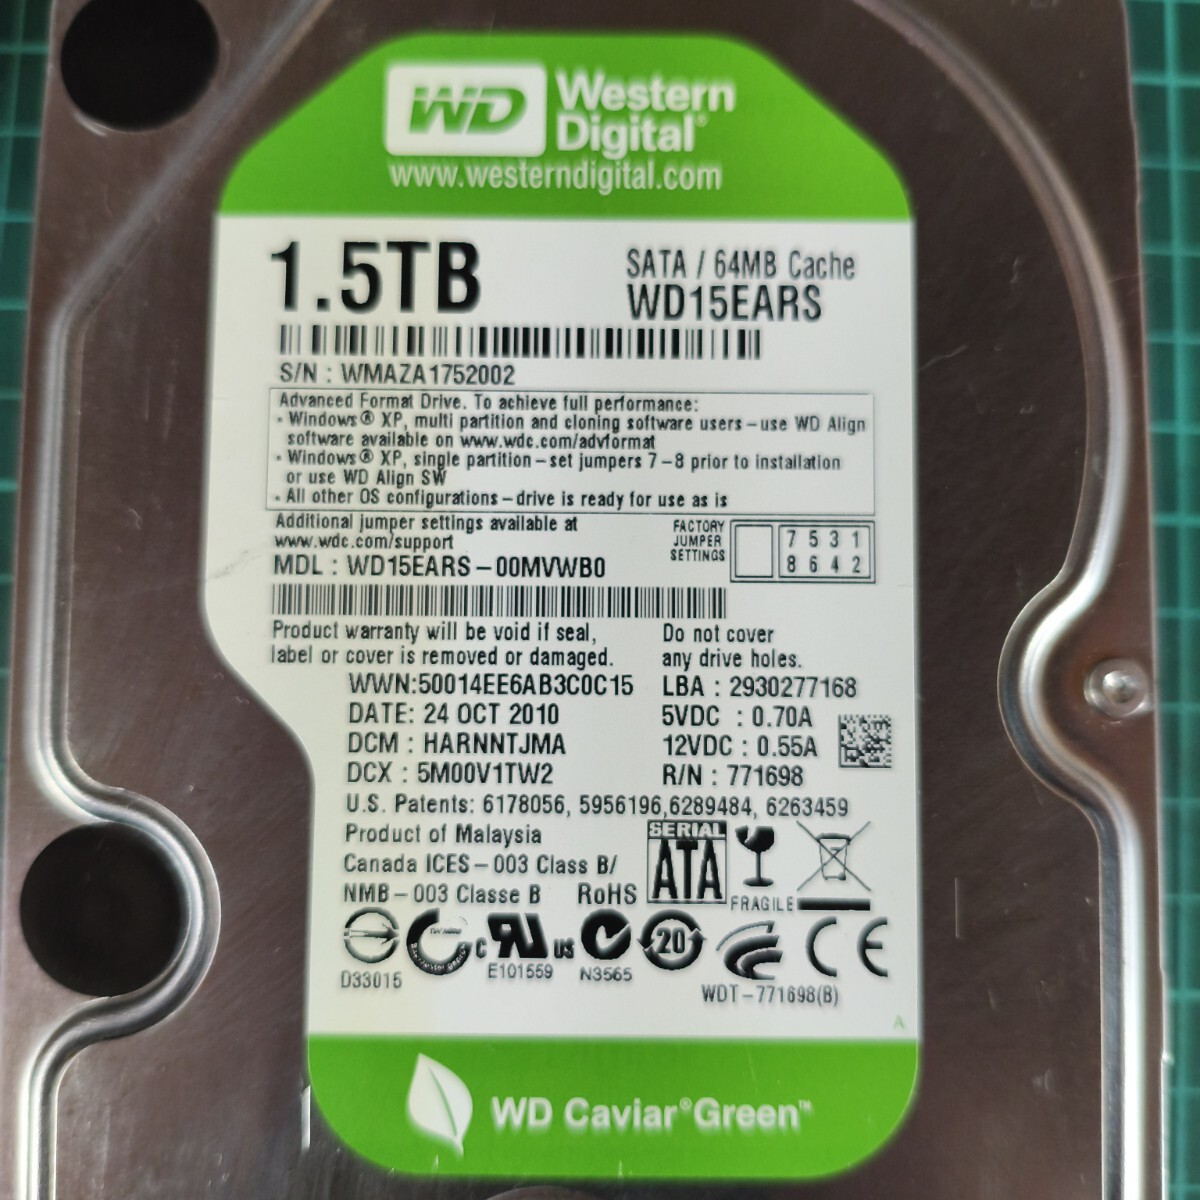 WD Western Digital®
www.westerndigital.com
1.5TB
SATA / 64MB Cache
WD15EARS
S/N : WMAZA1752002
Advanced Format Drive. To achieve full performance:
• Windows® XP, multi partition and cloning software users – use WD Align
software available on www.wdc.com/advformat
• Windows® XP, single partition – set jumpers 7–8 prior to installation
or use WD Align SW
• All other OS configurations – drive is ready for use as is
Additional jumper settings available at
www.wdc.com/support
FACTORY
JUMPER
SETTINGS
7 5 3 1
8 6 4 2
MDL : WD15EARS–00MVWB0
Product warranty will be void if seal,
label or cover is removed or damaged.
Do not cover
any drive holes.
WWN:50014EE6AB3C0C15
DATE: 24 OCT 2010
DCM : HARNNTJMA
DCX : 5M00V1TW2
LBA : 2930277168
5VDC : 0.70A
12VDC : 0.55A
R/N : 771698
U.S. Patents: 6178056, 5956196,6289484, 6263459
Product of Malaysia
Canada ICES – 003 Class B/
NMB – 003 Classe B
RoHS
SERIAL
ATA
FRAGILE
D33015
c UR us
E101559
N3565
20
CE
WDT – 771698(B)
A
WD Caviar® Green™